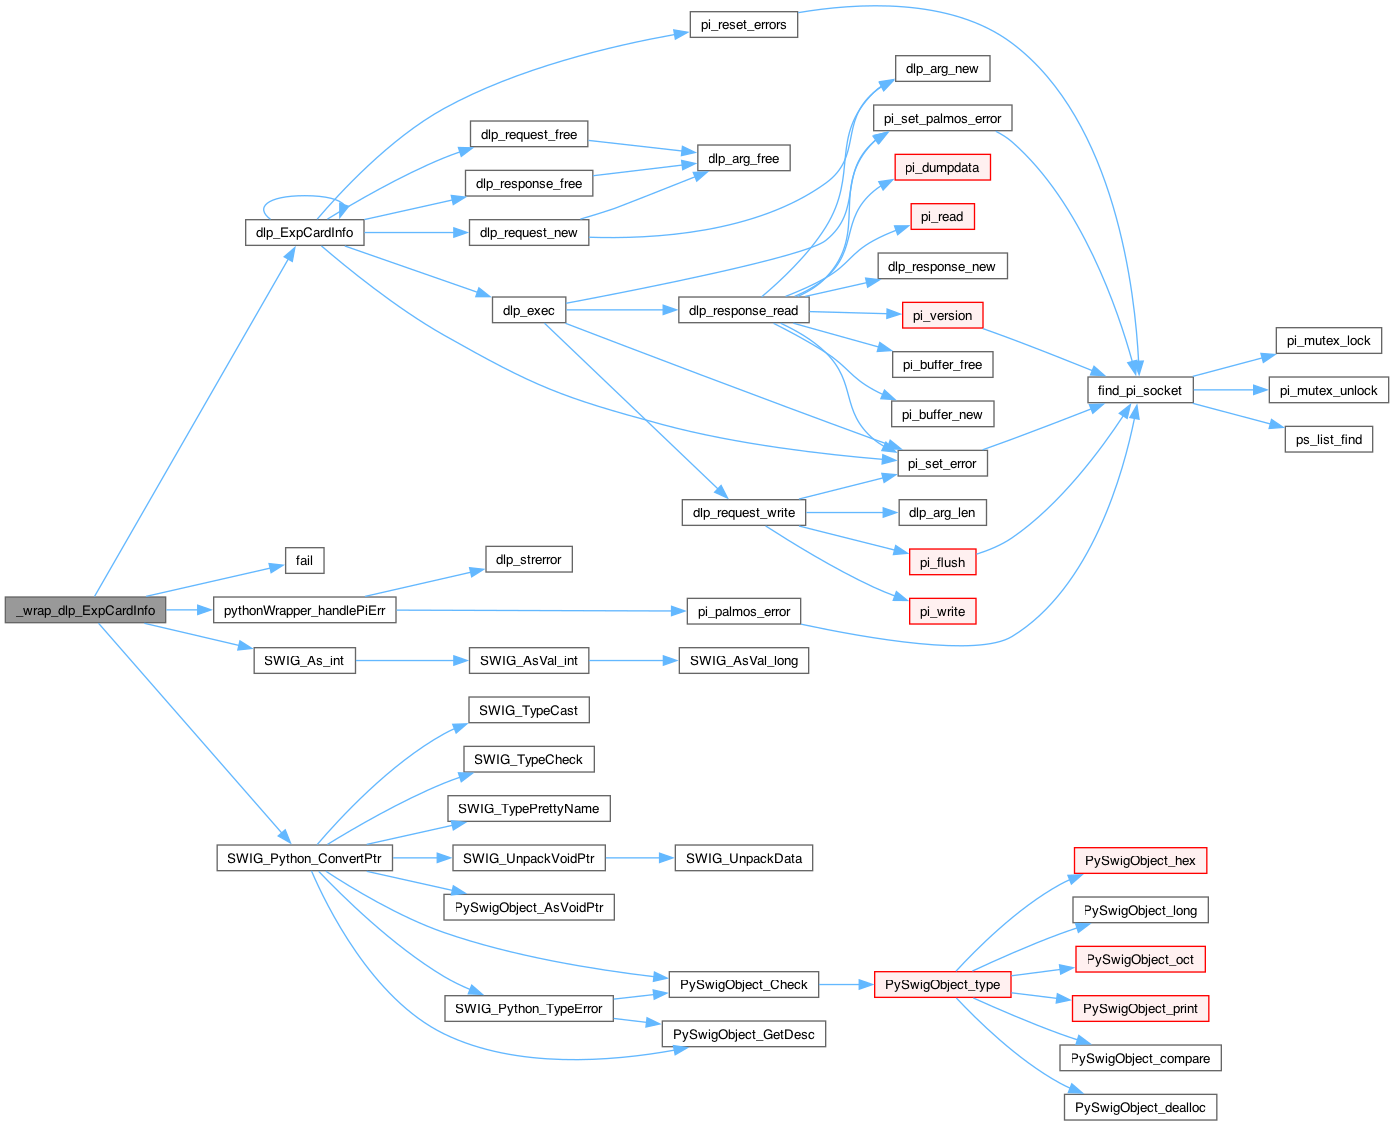 _wrap_dlp_ExpCardInfo
dlp_ExpCardInfo
fail
pythonWrapper_handlePiErr
SWIG_As_int
SWIG_Python_ConvertPtr
dlp_request_free
dlp_response_free
dlp_request_new
dlp_exec
dlp_strerror
SWIG_AsVal_int
SWIG_TypeCast
SWIG_TypeCheck
SWIG_TypePrettyName
SWIG_UnpackVoidPtr
PySwigObject_AsVoidPtr
SWIG_Python_TypeError
pi_reset_errors
dlp_arg_free
dlp_response_read
dlp_request_write
pi_palmos_error
SWIG_AsVal_long
SWIG_UnpackData
PySwigObject_Check
PySwigObject_GetDesc
dlp_arg_new
pi_set_palmos_error
pi_dumpdata
pi_read
dlp_response_new
pi_version
pi_buffer_free
pi_buffer_new
pi_set_error
dlp_arg_len
pi_flush
pi_write
PySwigObject_type
find_pi_socket
PySwigObject_hex
PySwigObject_long
PySwigObject_oct
PySwigObject_print
PySwigObject_compare
PySwigObject_dealloc
pi_mutex_lock
pi_mutex_unlock
ps_list_find